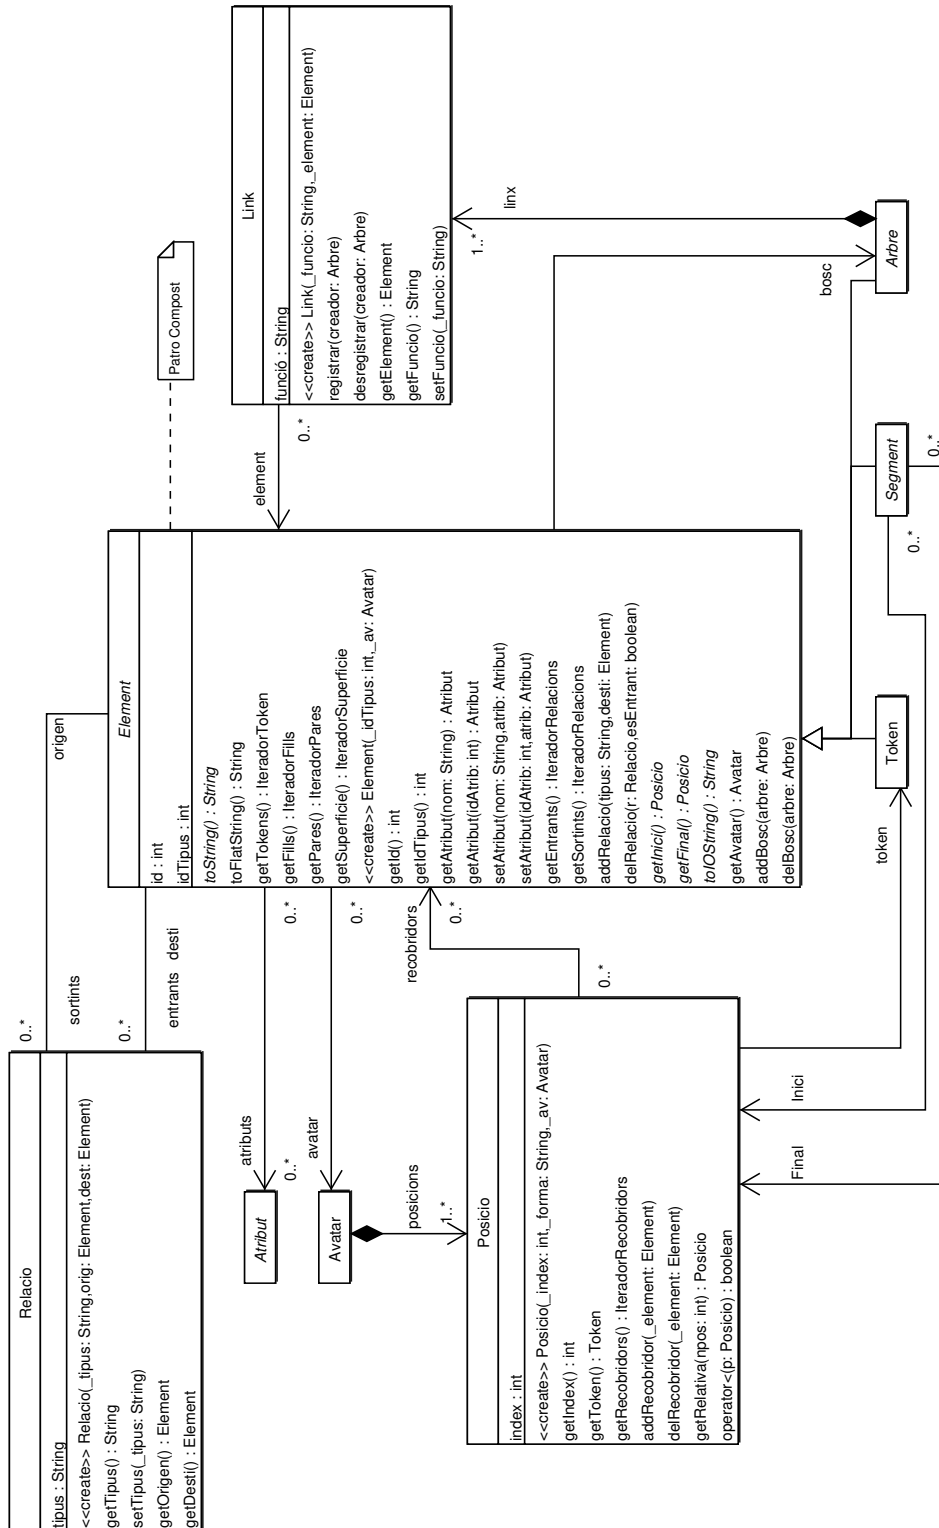 Link
funció : String
<<create>> Link(_funcio: String,_element: Element)
registrar(creador: Arbre)
desregistrar(creador: Arbre)
getElement() : Element
getFuncio() : String
setFuncio(_funcio: String)
Patro Compost
linx
1..*
0..*
element
bosc
Arbre
Element
id : int
idTipus : int
toString() : String
toFlatString() : String
getTokens() : IteradorToken
getFills() : IteradorFills
getPares() : IteradorPares
getSuperficie() : IteradorSuperficie
<<create>> Element(_idTipus: int,_av: Avatar)
getId() : int
getIdTipus() : int
getAtribut(nom: String) : Atribut
getAtribut(idAtrib: int) : Atribut
setAtribut(nom: String,atrib: Atribut)
setAtribut(idAtrib: int,atrib: Atribut)
getEntrants() : IteradorRelacions
getSortints() : IteradorRelacions
addRelacio(tipus: String,desti: Element)
delRelacio(r: Relacio,esEntrant: boolean)
getInici() : Posicio
getFinal() : Posicio
toIOString() : String
getAvatar() : Avatar
addBosc(arbre: Arbre)
delBosc(arbre: Arbre)
Segment
0..*
0..*
Token
token
origen
sortints
0..*
desti
entrants
0..*
0..*
0..*
0..*
recobridors
0..*
atributs
0..*
avatar
Atribut
Avatar
posicions
1..*
Inici
Final
Relacio
tipus : String
<<create>> Relacio(_tipus: String,orig: Element,dest: Element)
getTipus() : String
setTipus(_tipus: String)
getOrigen() : Element
getDesti() : Element
Posicio
index : int
<<create>> Posicio(_index: int,_forma: String,_av: Avatar)
getIndex() : int
getToken() : Token
getRecobridors() : IteradorRecobridors
addRecobridor(_element: Element)
delRecobridor(_element: Element)
getRelativa(npos: int) : Posicio
operator<(p: Posicio) : boolean